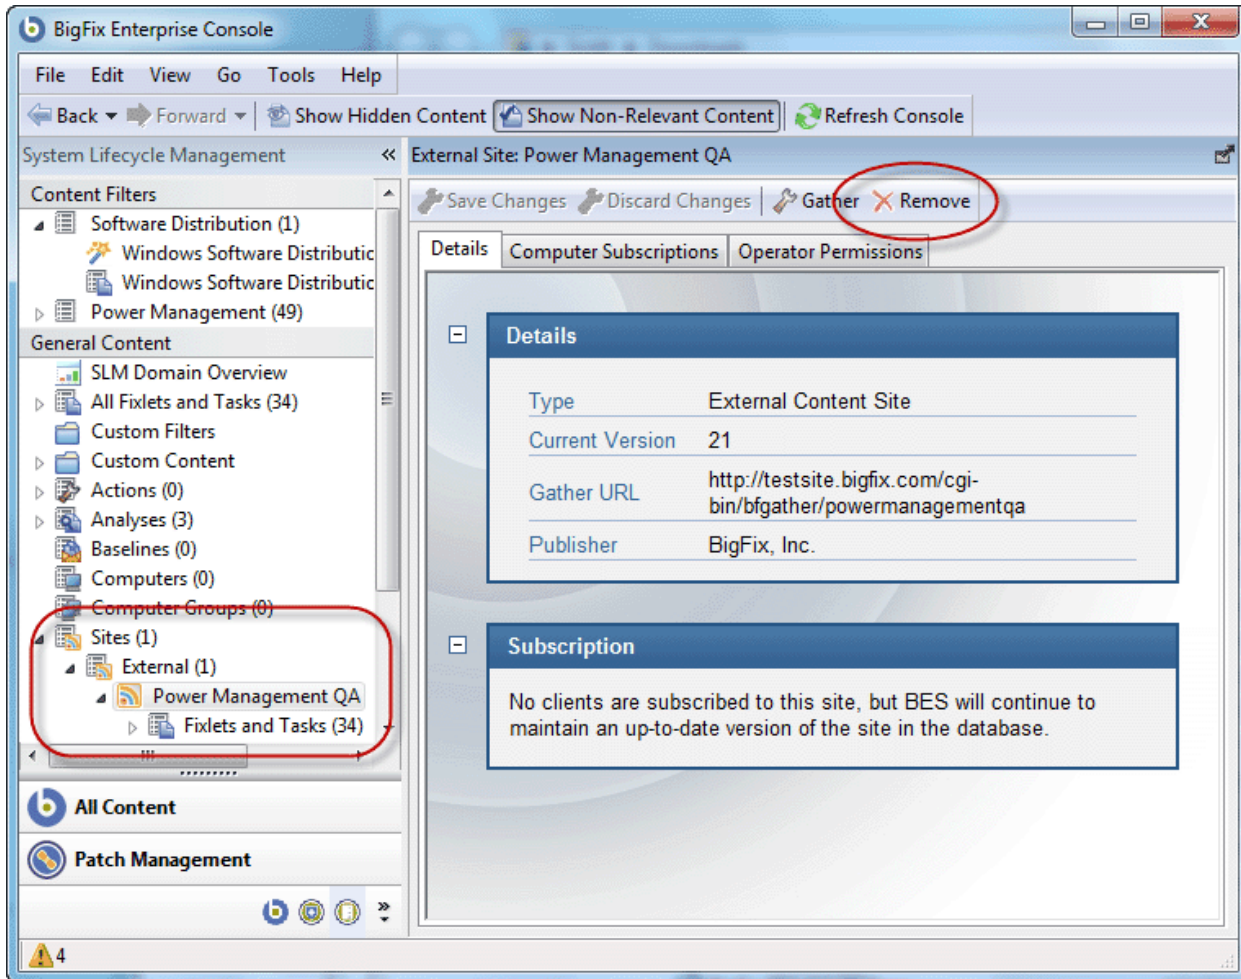 BigFix Enterprise Console
File Edit View Go Tools Help
Back Forward Show Hidden Content Show Non-Relevant Content Refresh Console
System Lifecycle Management
External Site: Power Management QA
Content Filters
Software Distribution (1)
Windows Software Distributic
Windows Software Distributic
Power Management (49)
General Content
SLM Domain Overview
All Fixlets and Tasks (34)
Custom Filters
Custom Content
Actions (0)
Analyses (3)
Baselines (0)
Computers (0)
Computer Groups (0)
Sites (1)
External (1)
Power Management QA
Fixlets and Tasks (34)
All Content
Patch Management
Save Changes Discard Changes Gather Remove
Details Computer Subscriptions Operator Permissions
Details
Type External Content Site
Current Version 21
Gather URL http://testsite.bigfix.com/cgi-
bin/bfgather/powermanagementqa
Publisher BigFix, Inc.
Subscription
No clients are subscribed to this site, but BES will continue to
maintain an up-to-date version of the site in the database.
4